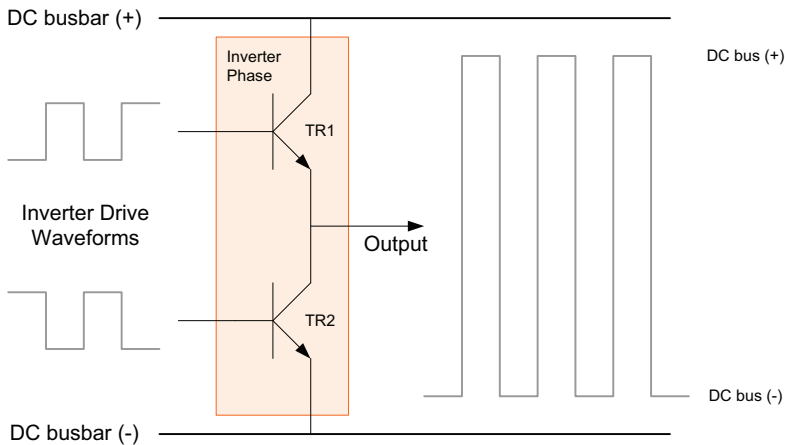 DC busbar (+)
Inverter
Phase
DC bus (+)
TR1
Inverter Drive
Waveforms
Output
TR2
DC bus (-)
DC busbar (-)